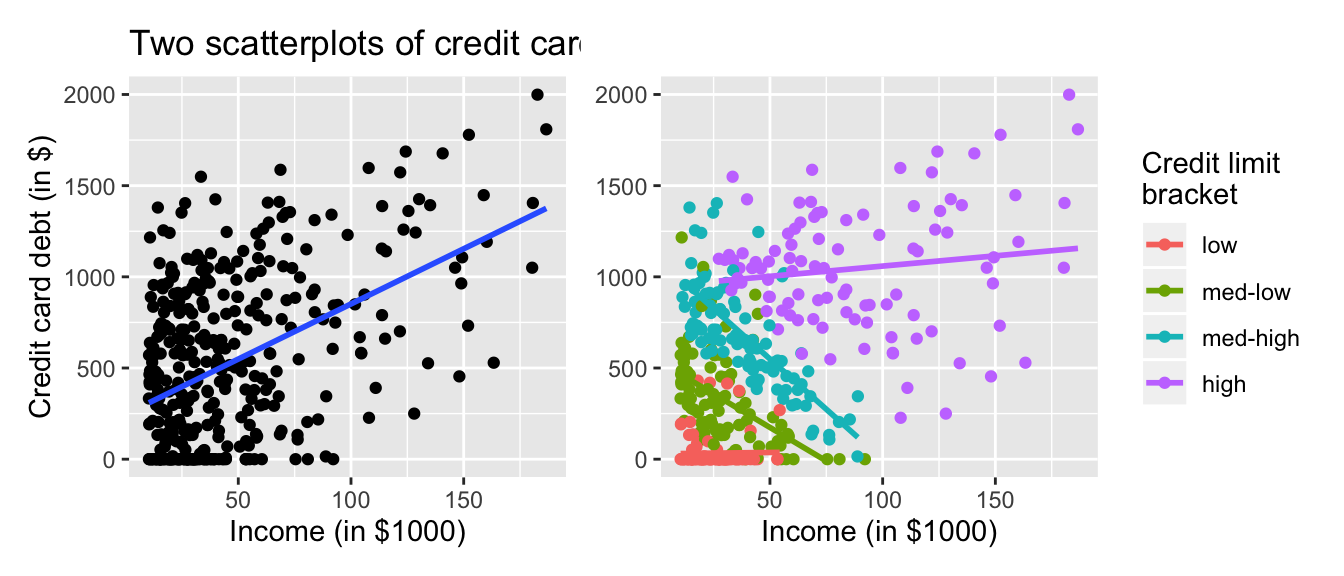 Two scatterplots of credit car
Credit card debt (in $)
2000
1500
1000
500
0
50 100 150
Income (in $1000)
2000
1500
1000
500
0
50 100 150
Income (in $1000)
Credit limit
bracket
low
med-low
med-high
high